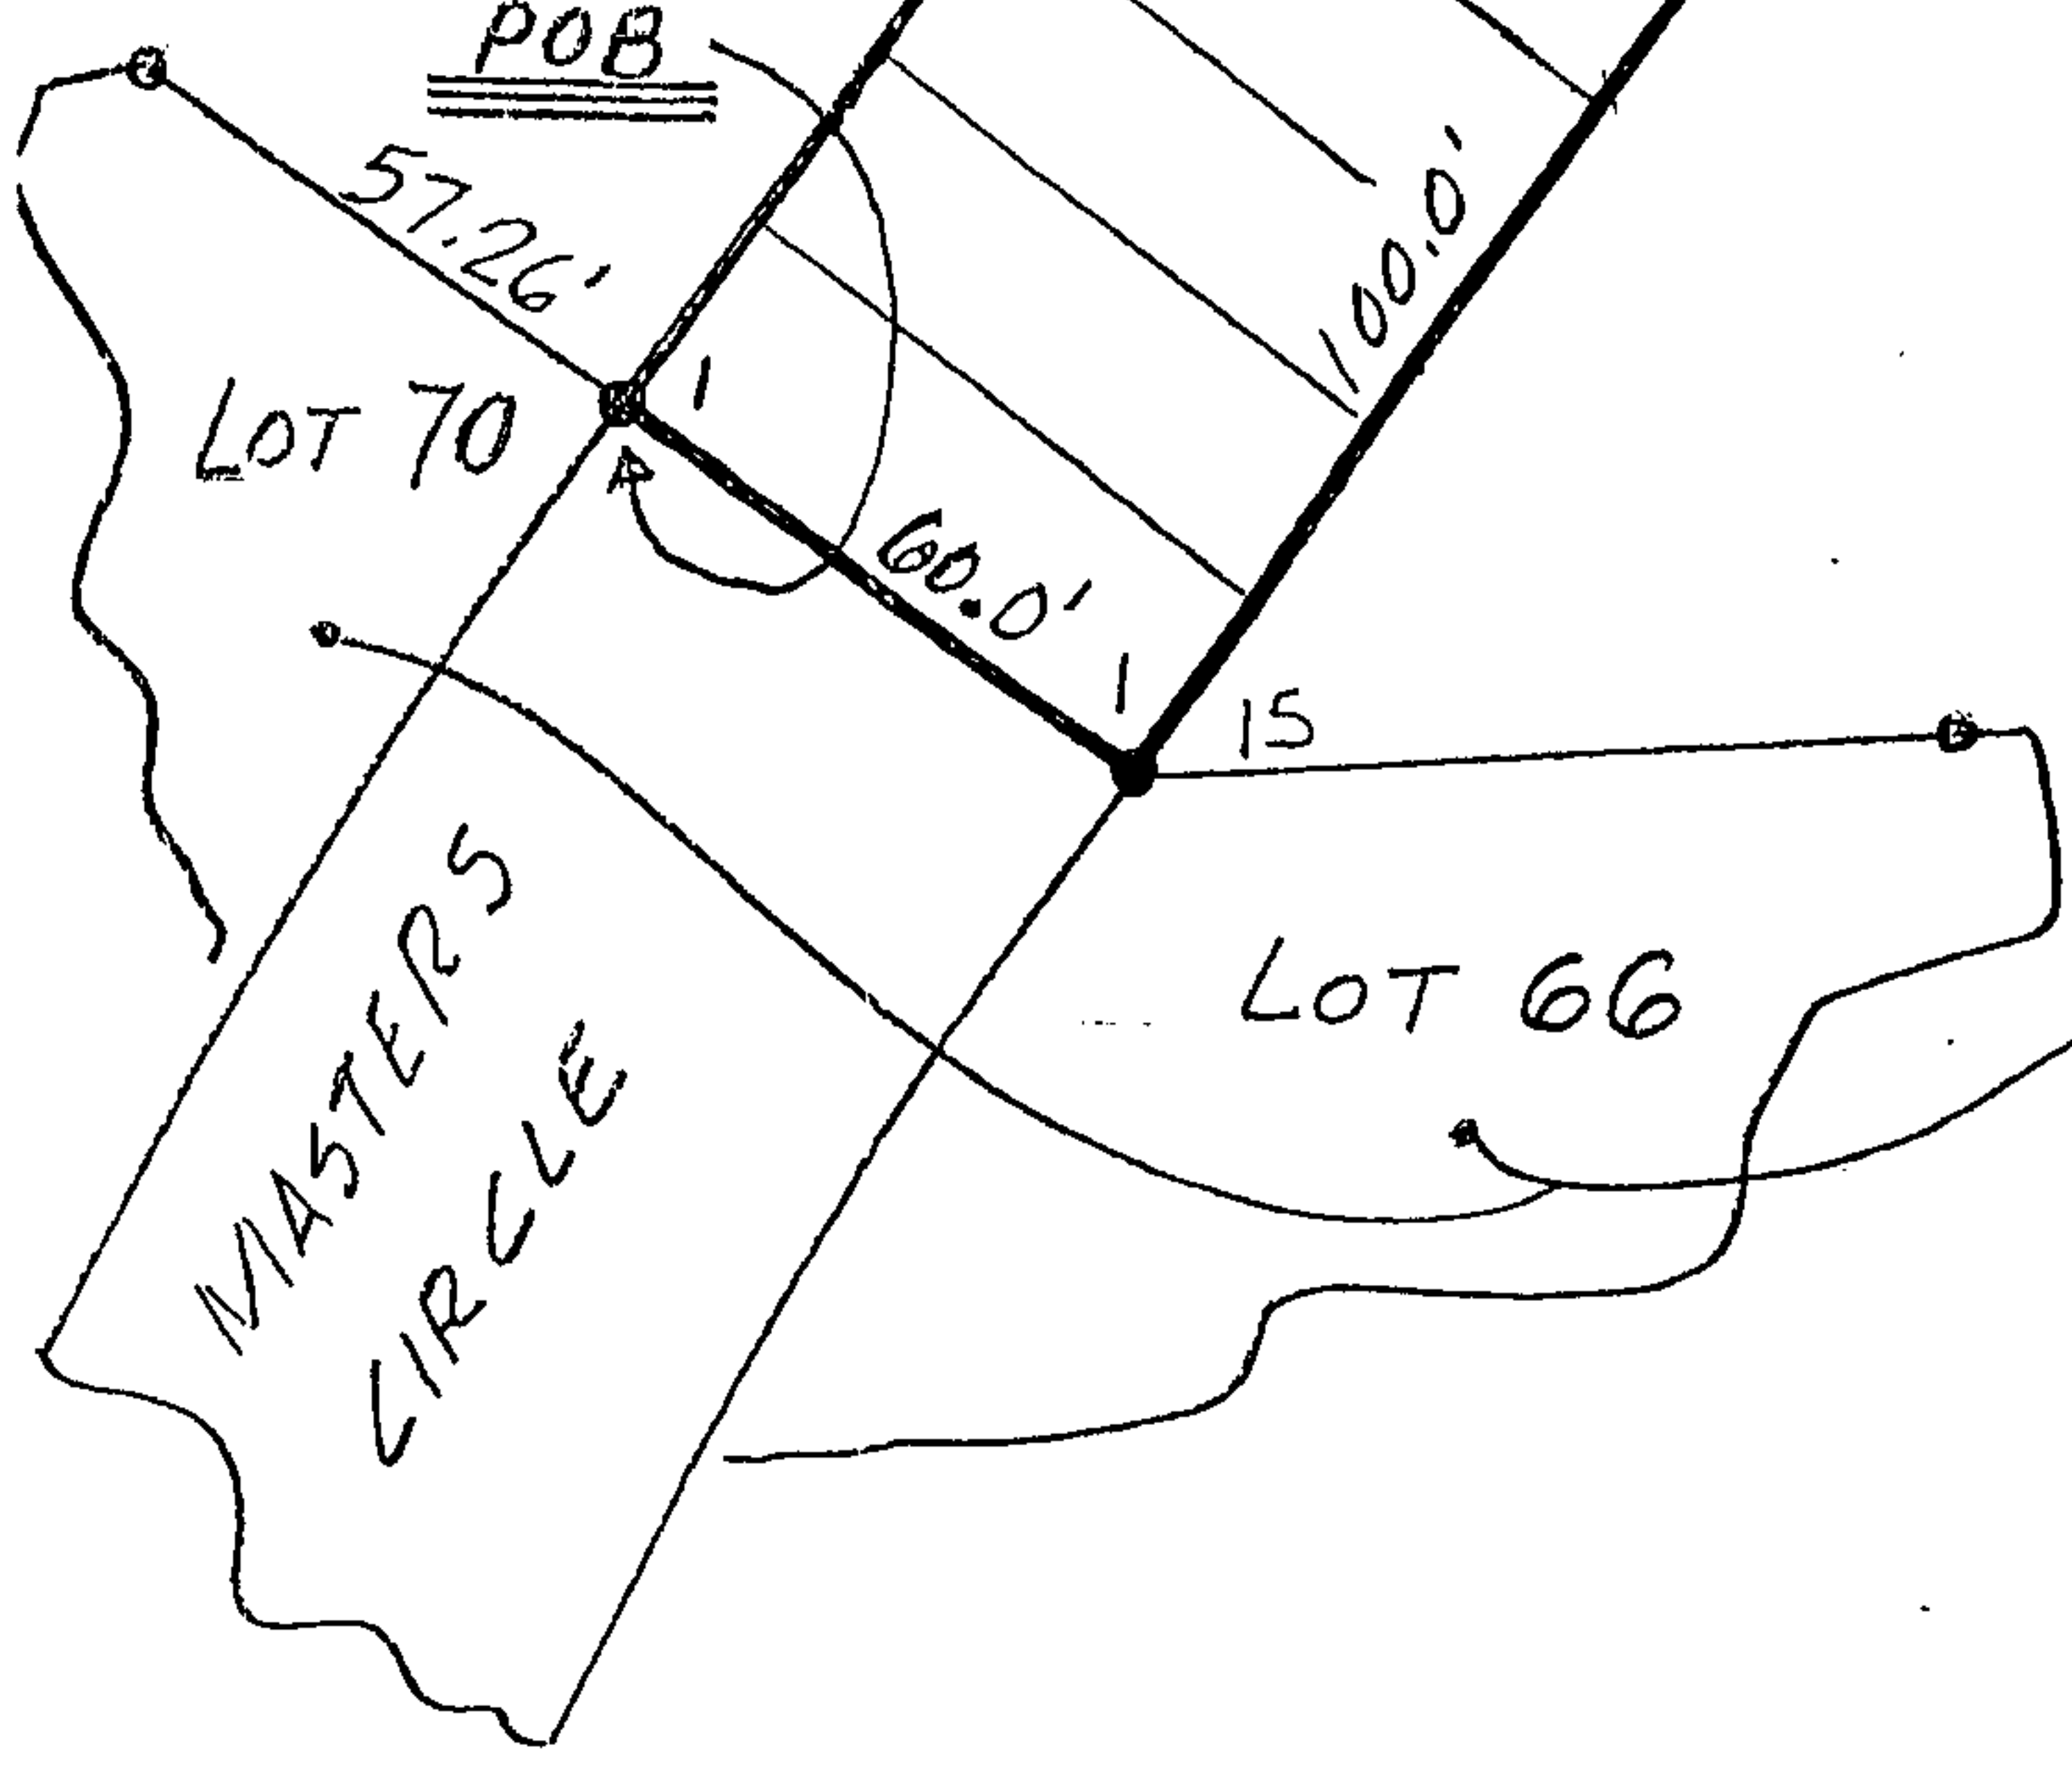 POB
57.26'
100.0'
LOT 70
1
60.0'
1
15
LOT 66
MASTERS
CIRCLE